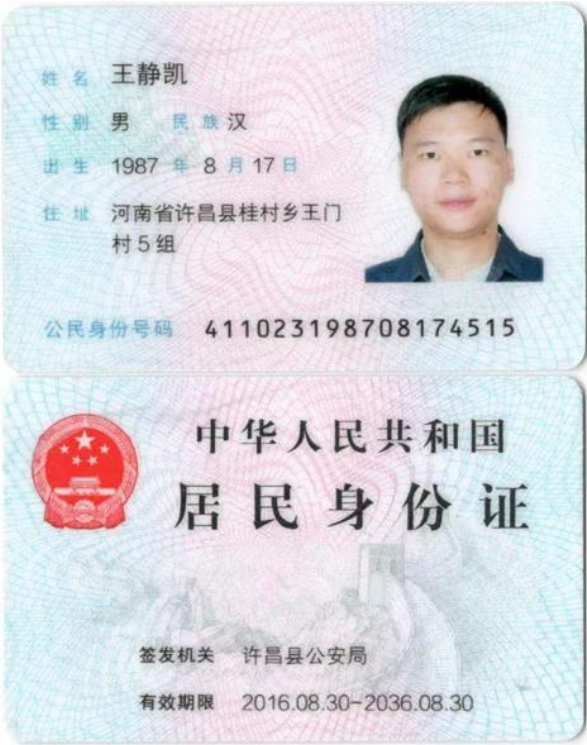 姓名 王静凯
性别 男 民族 汉
出生 1987 年 8 月 17 日
住址 河南省许昌县桂村乡王门
村5组
公民身份号码 411023198708174515
中华人民共和国
居民身份证
签发机关 许昌县公安局
有效期限 2016.08.30-2036.08.30